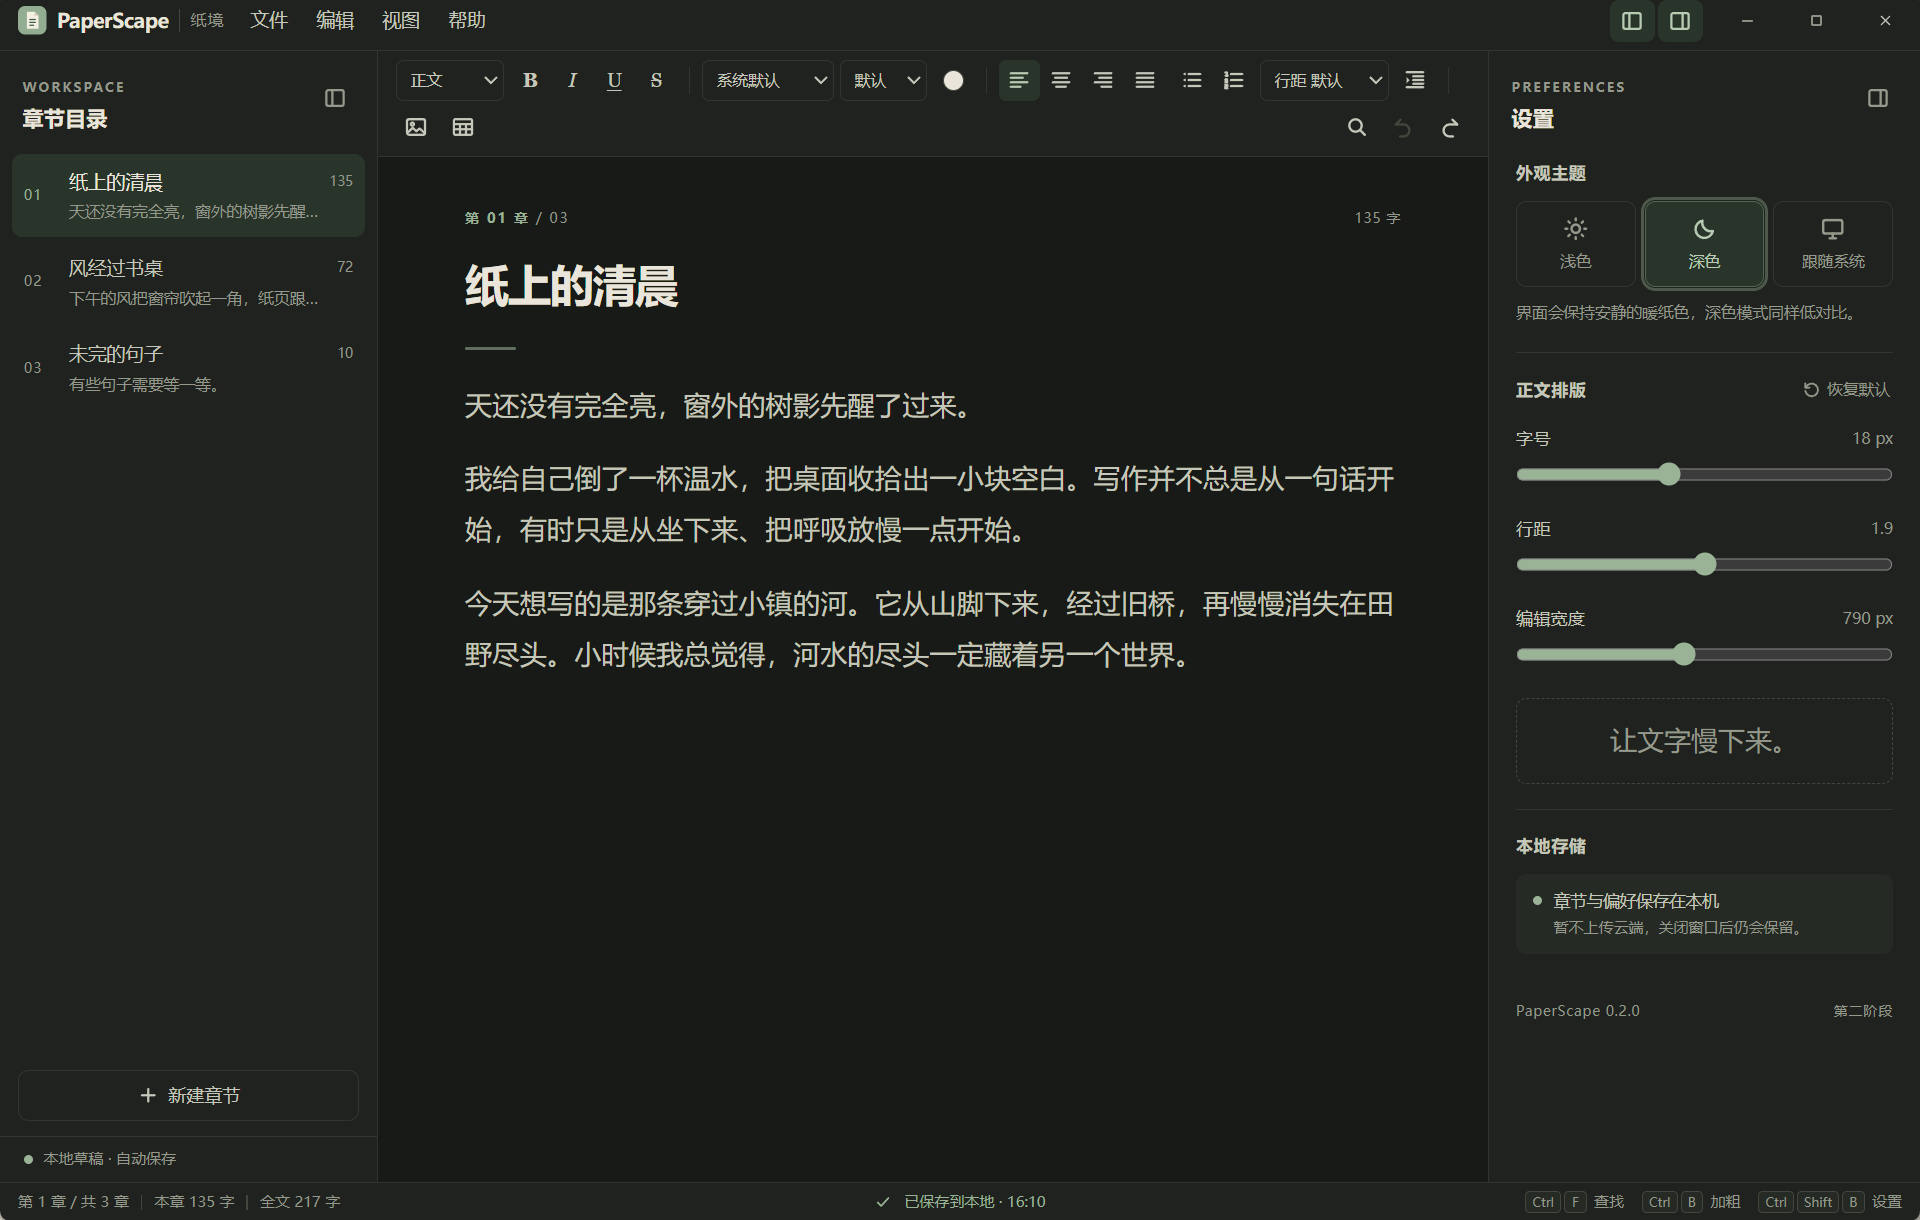 PaperScape 纸境 文件 编辑 视图 帮助
WORKSPACE
章节目录
01 纸上的清晨 135
天还没有完全亮，窗外的树影先醒...
02 风经过书桌 72
下午的风把窗帘吹起一角，纸页跟...
03 未完的句子 10
有些句子需要等一等。
新建章节
本地草稿 · 自动保存
正文 B I U S 系统默认 默认 行距 默认
第 01 章 / 03 135 字
纸上的清晨
天还没有完全亮，窗外的树影先醒了过来。
我给自己倒了一杯温水，把桌面收拾出一小块空白。写作并不总是从一句话开
始，有时只是从坐下来、把呼吸放慢一点开始。
今天想写的是那条穿过小镇的河。它从山脚下来，经过旧桥，再慢慢消失在田
野尽头。小时候我总觉得，河水的尽头一定藏着另一个世界。
PREFERENCES
设置
外观主题
浅色 深色 跟随系统
界面会保持安静的暖纸色，深色模式同样低对比。
正文排版 恢复默认
字号 18 px
行距 1.9
编辑宽度 790 px
让文字慢下来。
本地存储
章节与偏好保存在本机
暂不上传云端，关闭窗口后仍会保留。
PaperScape 0.2.0 第二阶段
第 1 章 / 共 3 章 | 本章 135 字 | 全文 217 字
已保存到本地 · 16:10
Ctrl F 查找 Ctrl B 加粗 Ctrl Shift B 设置